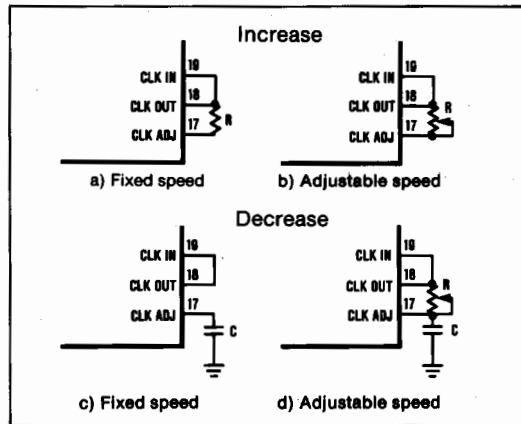 Increase
19
CLK IN
18
CLK OUT
17
CLK ADJ
R
a) Fixed speed
19
CLK IN
18
CLK OUT
17
CLK ADJ
R
b) Adjustable speed
Decrease
19
CLK IN
18
CLK OUT
17
CLK ADJ
C
c) Fixed speed
19
CLK IN
18
CLK OUT
R
17
CLK ADJ
C
d) Adjustable speed